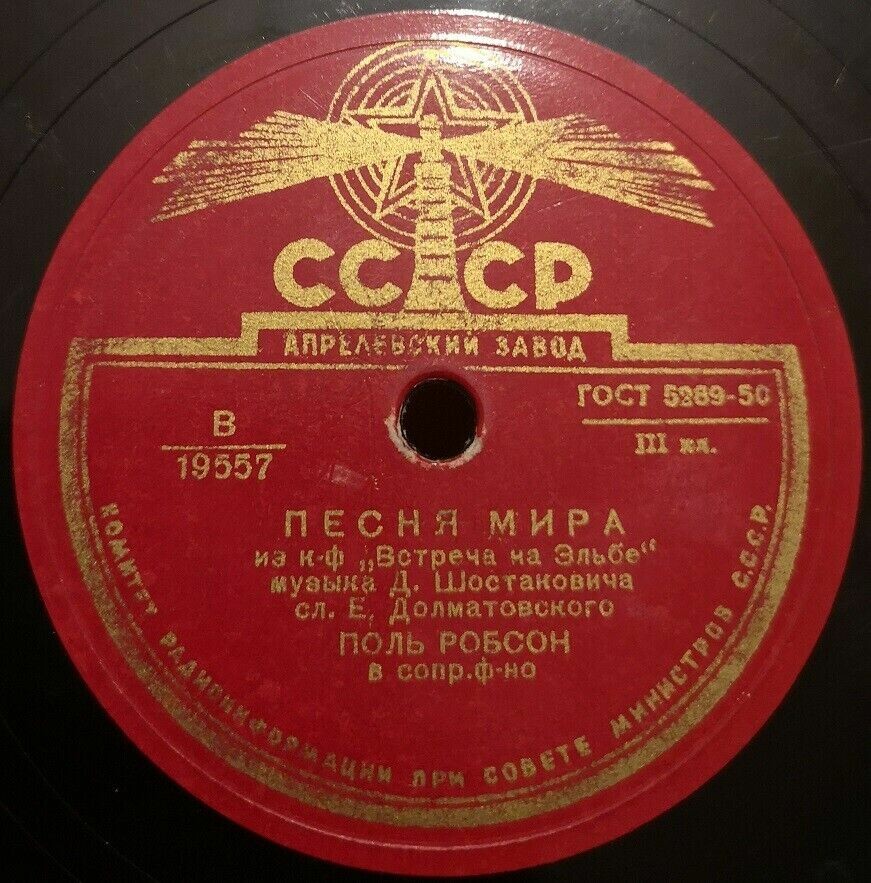 СССР
АПРЕЛЕВСКИЙ ЗАВОД
ГОСТ 5289-50
III кл.
В
19557
ПЕСНЯ МИРА
из к-ф „Встреча на Эльбе“
музыка Д. Шостаковича
сл. Е. Долматовского
ПОЛЬ РОБСОН
в сопр.ф-но
КОМИТЕТ РАДИОИНФОРМАЦИИ ПРИ СОВЕТЕ МИНИСТРОВ С.С.С.Р.